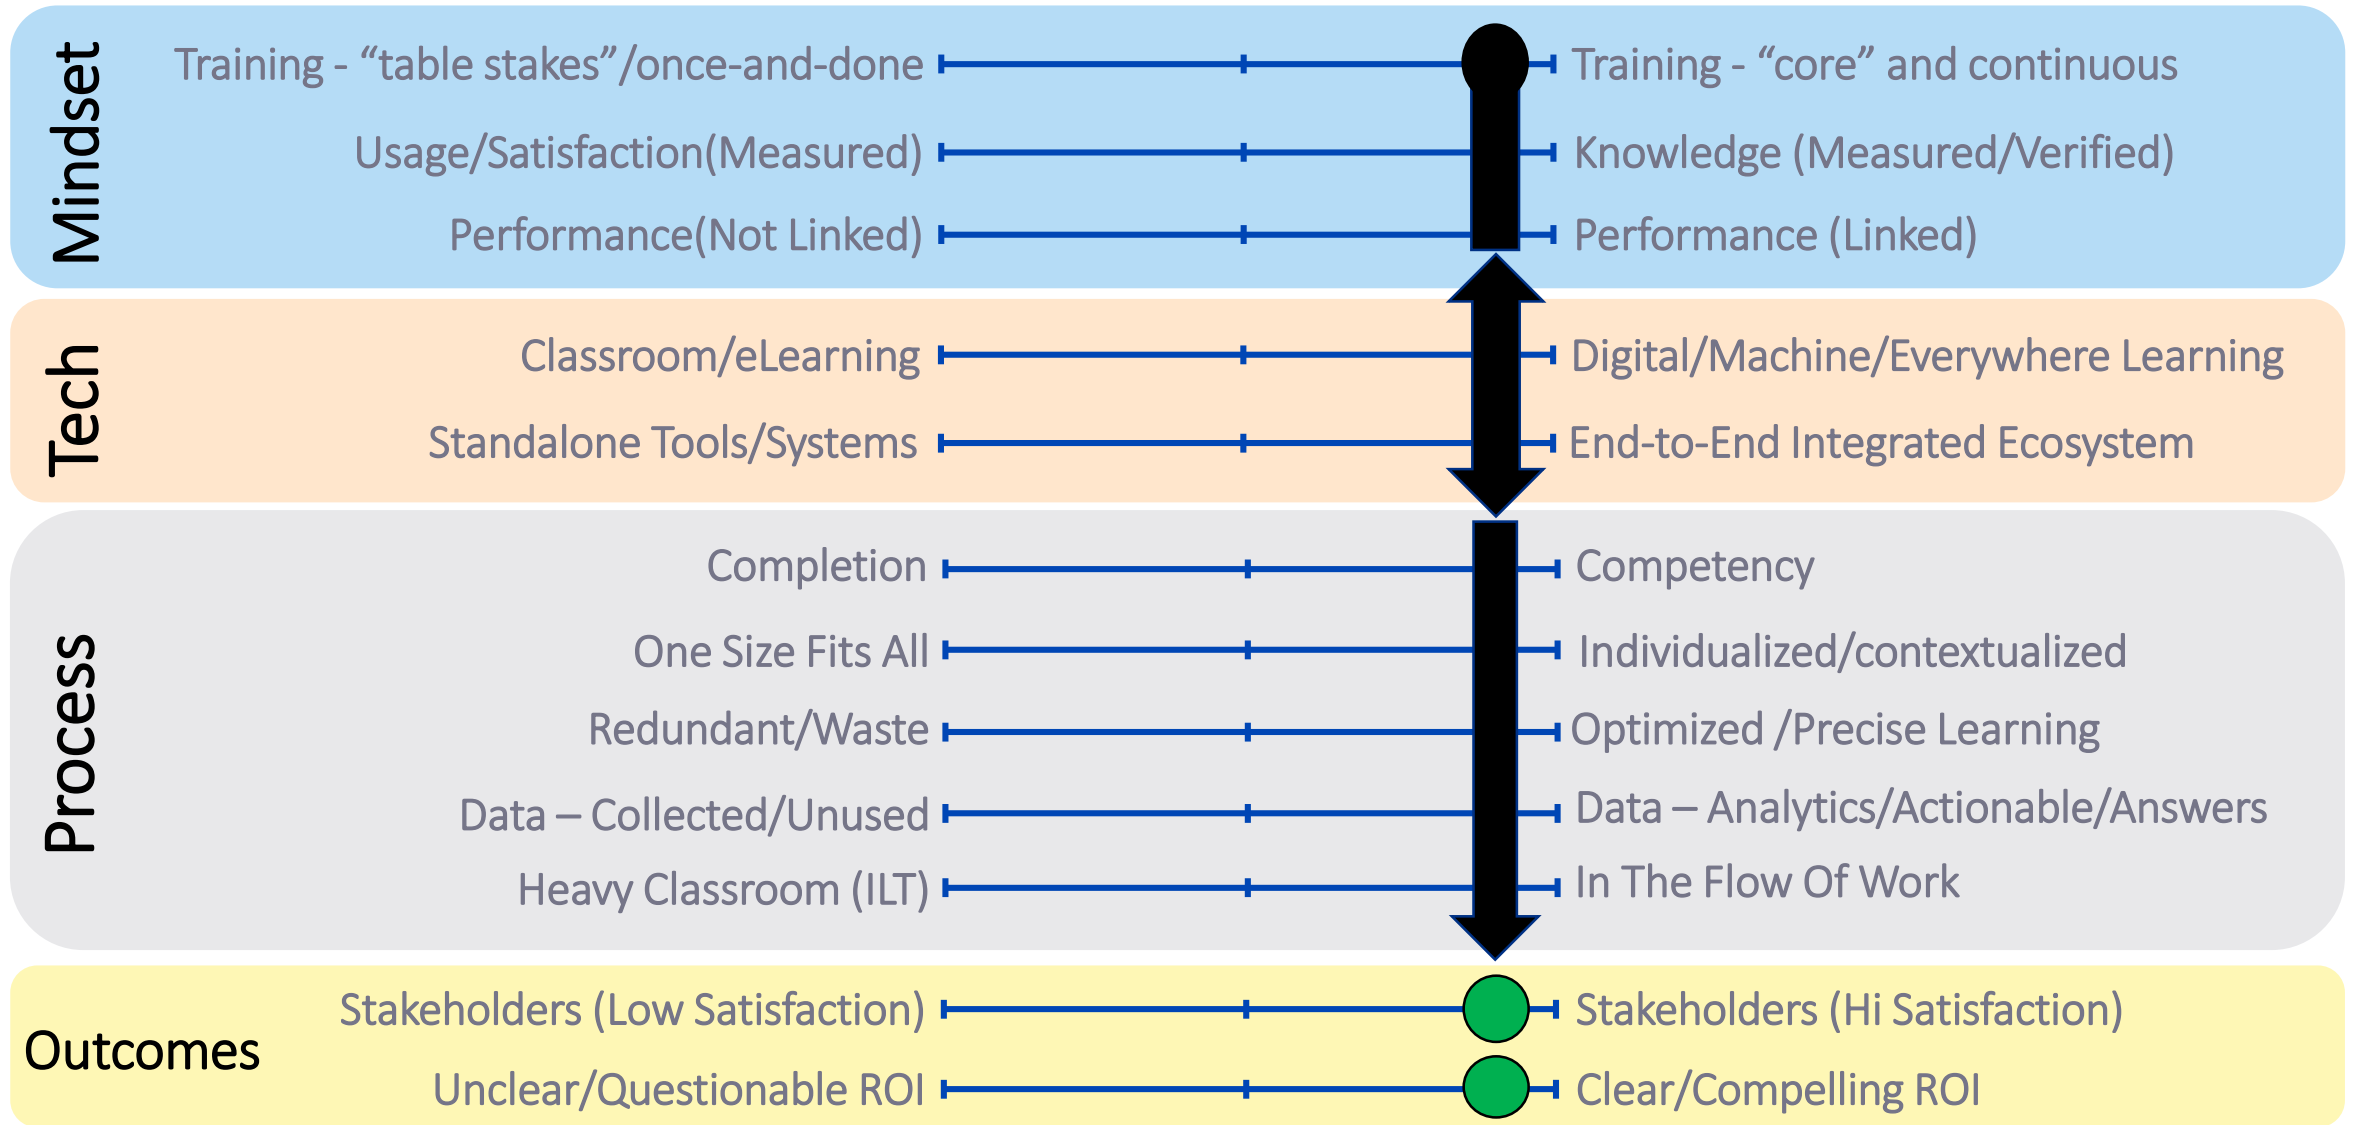 Mindset
Training - “table stakes”/once-and-done
Training - “core” and continuous
Usage/Satisfaction(Measured)
Knowledge (Measured/Verified)
Performance(Not Linked)
Performance (Linked)
Tech
Classroom/eLearning
Digital/Machine/Everywhere Learning
Standalone Tools/Systems
End-to-End Integrated Ecosystem
Process
Completion
Competency
One Size Fits All
Individualized/contextualized
Redundant/Waste
Optimized /Precise Learning
Data – Collected/Unused
Data – Analytics/Actionable/Answers
Heavy Classroom (ILT)
In The Flow Of Work
Outcomes
Stakeholders (Low Satisfaction)
Stakeholders (Hi Satisfaction)
Unclear/Questionable ROI
Clear/Compelling ROI